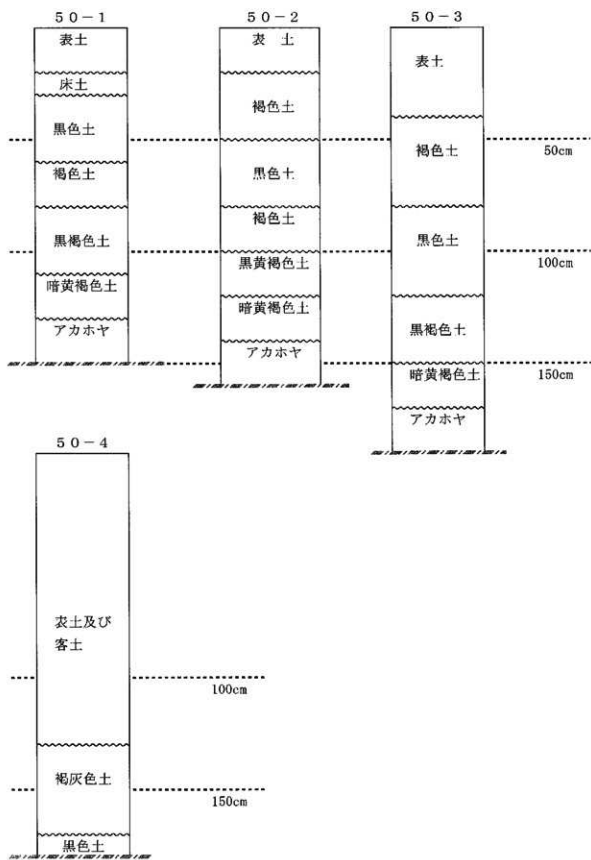 50-1
表土
床土
黒色土
褐色土
黒褐色土
暗黄褐色土
アカホヤ
50-2
表 土
褐色土
黒色土
褐色土
黒黄褐色土
暗黄褐色土
アカホヤ
50-3
表土
褐色土
黒色土
黒褐色土
暗黄褐色土
アカホヤ
50cm
100cm
150cm
50-4
表土及び
客土
褐灰色土
黒色土
100cm
150cm